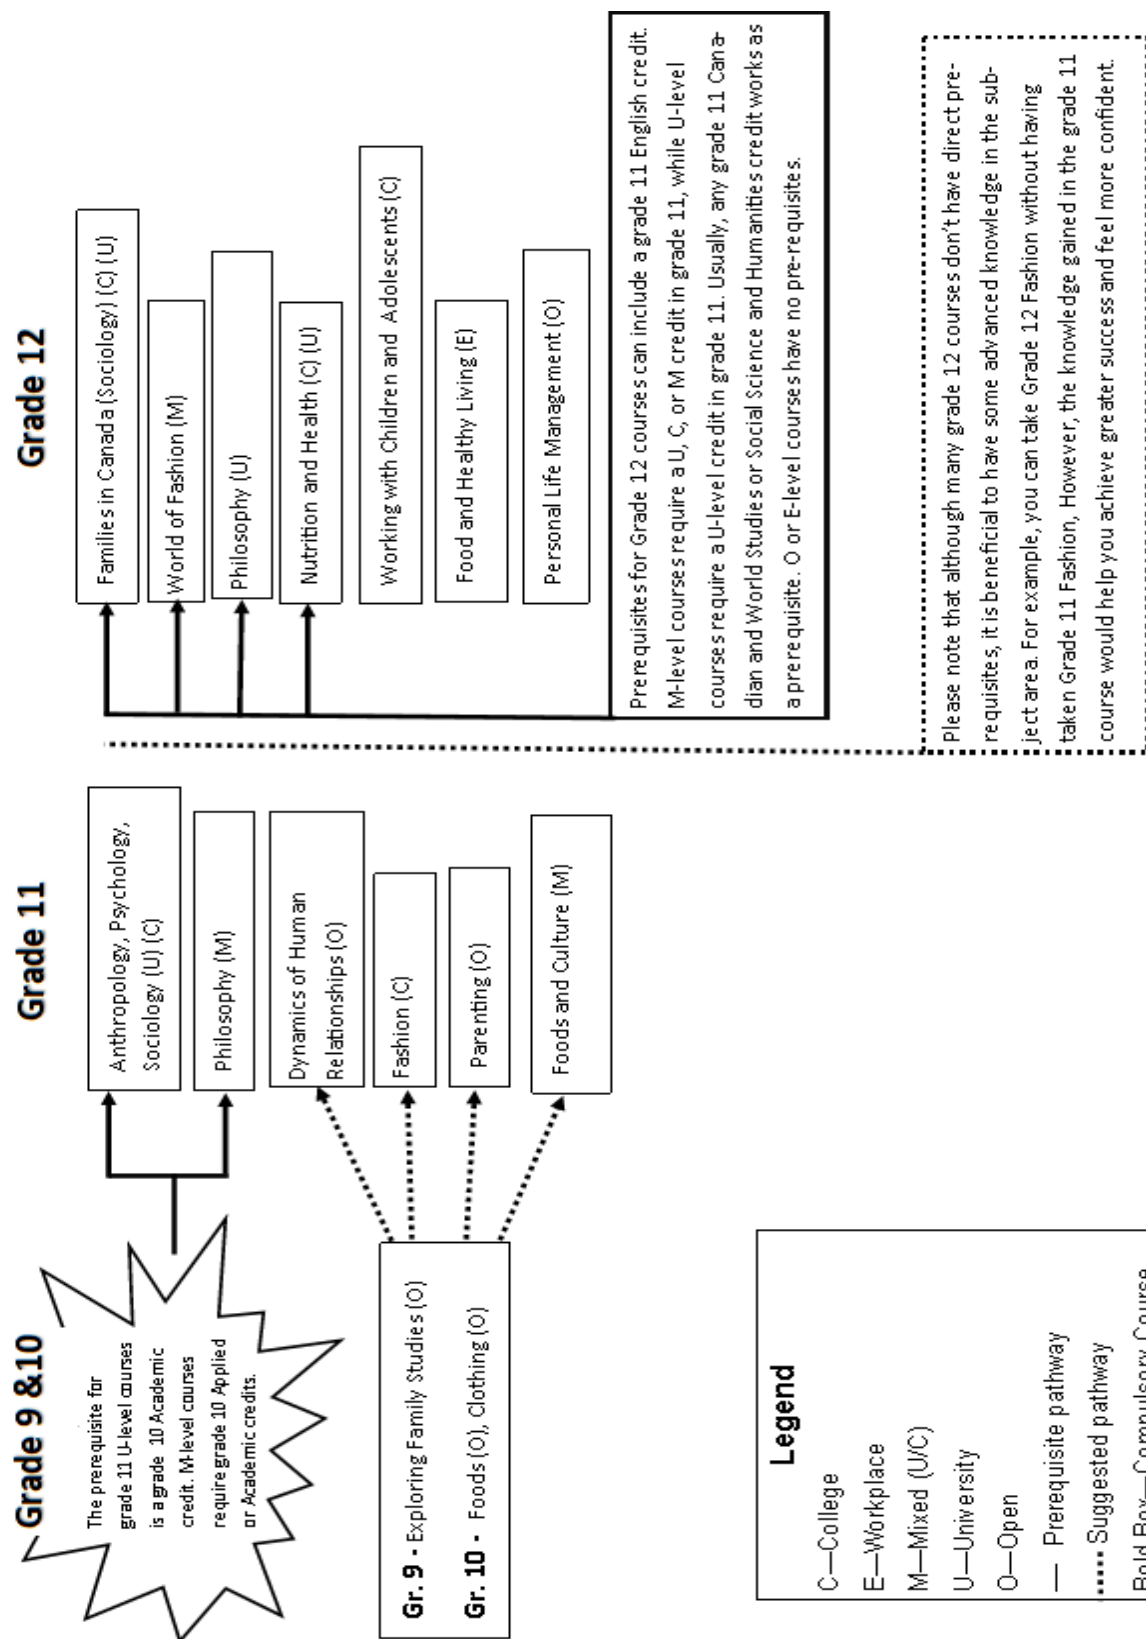 Grade 9 &10
Grade 11
Grade 12
The prerequisite for
grade 11 U-level courses
is a grade 10 Academic
credit. M-level courses
require grade 10 Applied
or Academic credits.
Gr. 9 - Exploring Family Studies (O)
Gr. 10 - Foods (O), Clothing (O)
Anthropology, Psychology,
Sociology (U) (C)
Philosophy (M)
Dynamics of Human
Relationships (O)
Fashion (C)
Parenting (O)
Foods and Culture (M)
Families in Canada (Sociology) (C) (U)
World of Fashion (M)
Philosophy (U)
Nutrition and Health (C) (U)
Working with Children and Adolescents (C)
Food and Healthy Living (E)
Personal Life Management (O)
Prerequisites for Grade 12 courses can include a grade 11 English credit.
M-level courses require a U, C, or M credit in grade 11, while U-level
courses require a U-level credit in grade 11. Usually, any grade 11 Cana-
dian and World Studies or Social Science and Humanities credit works as
a prerequisite. O or E-level courses have no pre-requisites.
Legend
C—College
E—Workplace
M—Mixed (U/C)
U—University
O—Open
— Prerequisite pathway
Suggested pathway
Bold Box—Compulsory Course
Please note that although many grade 12 courses don't have direct pre-
requisites, it is beneficial to have some advanced knowledge in the sub-
ject area. For example, you can take Grade 12 Fashion without having
taken Grade 11 Fashion, However, the knowledge gained in the grade 11
course would help you achieve greater success and feel more confident.